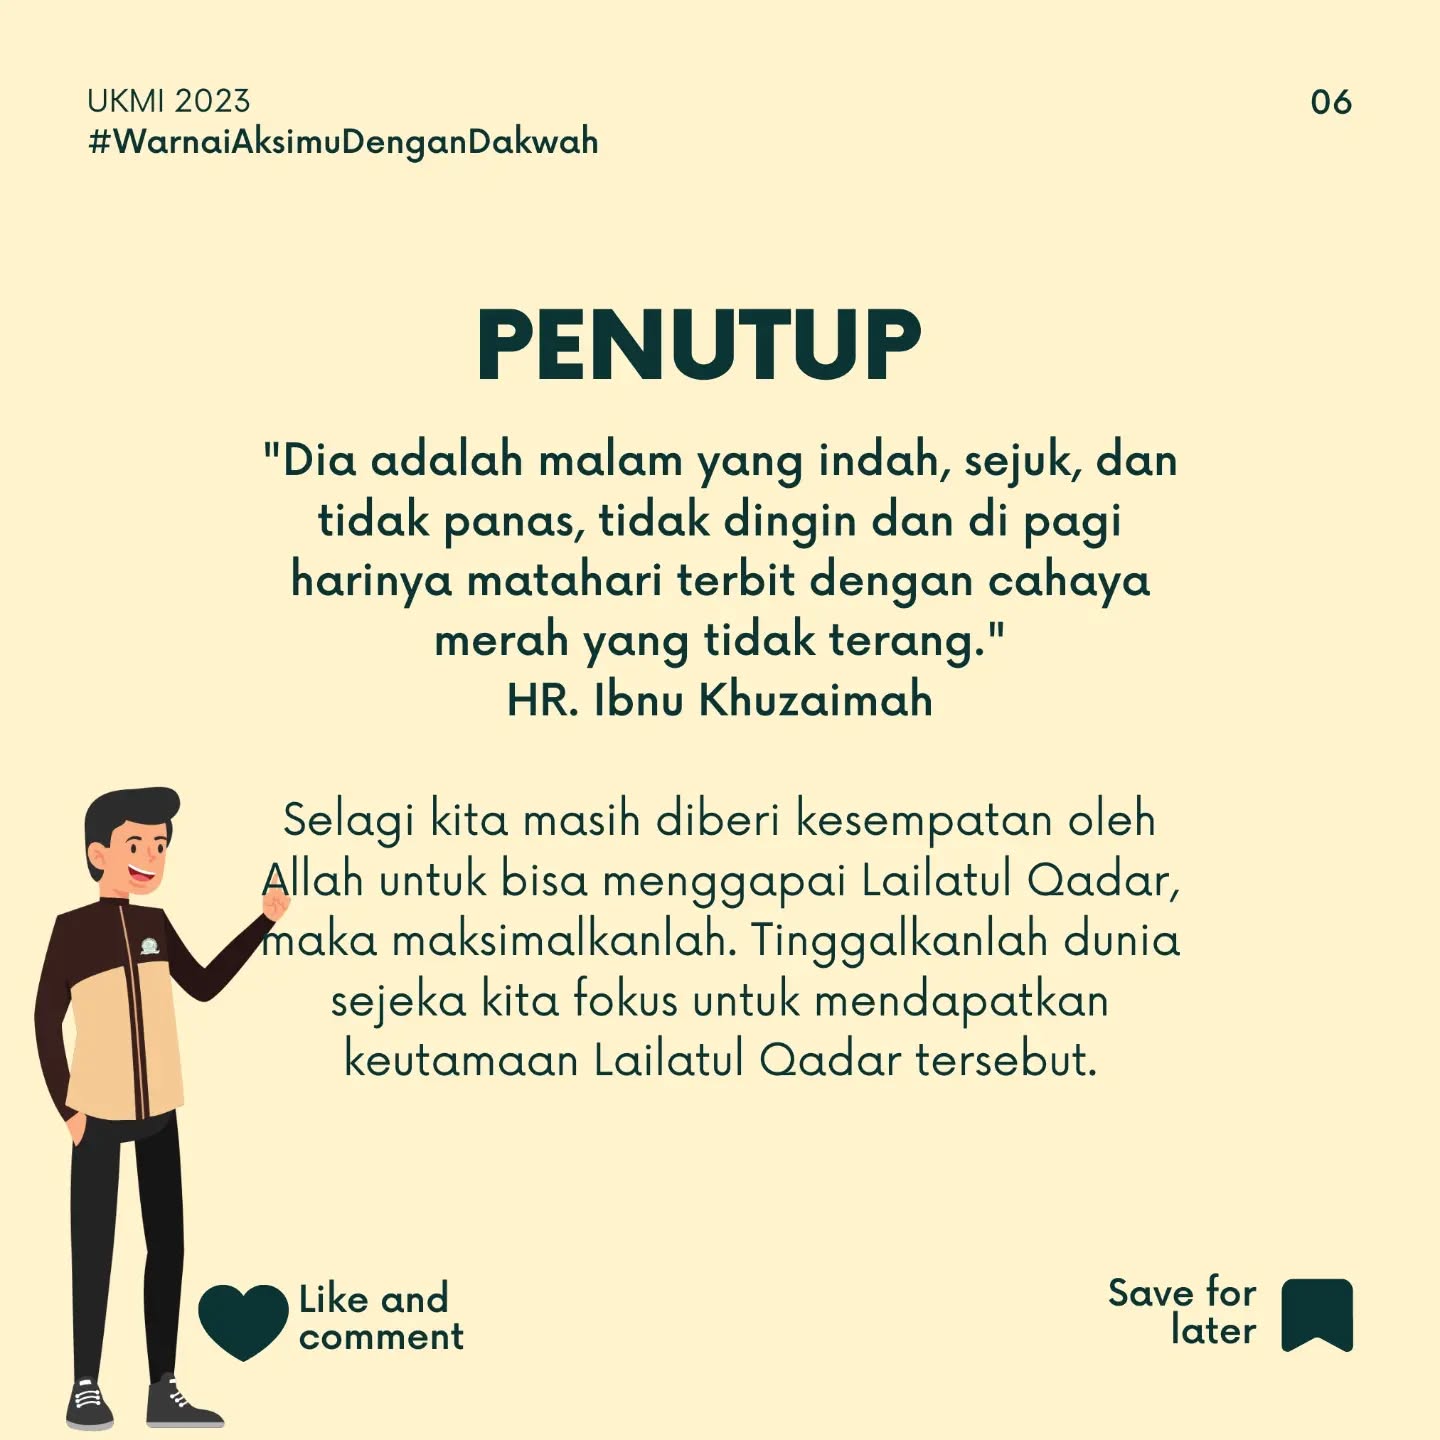 UKMI 2023
#WarnaiAksimuDenganDakwah
06
PENUTUP
"Dia adalah malam yang indah, sejuk, dan
tidak panas, tidak dingin dan di pagi
harinya matahari terbit dengan cahaya
merah yang tidak terang."
HR. Ibnu Khuzaimah
Selagi kita masih diberi kesempatan oleh
Allah untuk bisa menggapai Lailatul Qadar,
maka maksimalkanlah. Tinggalkanlah dunia
sejeka kita fokus untuk mendapatkan
keutamaan Lailatul Qadar tersebut.
Like and
comment
Save for
later